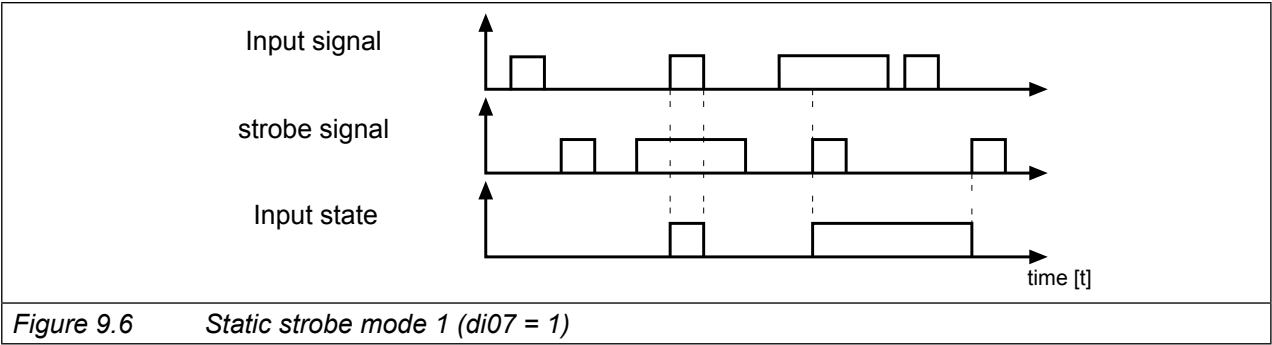 Input signal
strobe signal
Input state
time [t]
Figure 9.6 Static strobe mode 1 (di07 = 1)